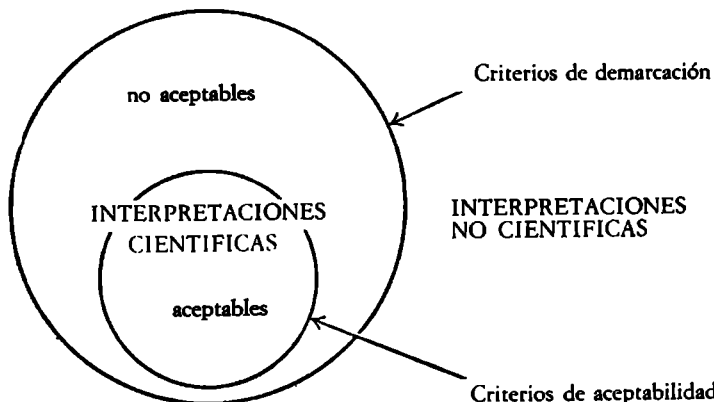 Criterios de demarcación
no aceptables
INTERPRETACIONES
CIENTIFICAS
INTERPRETACIONES
NO CIENTIFICAS
aceptables
Criterios de aceptabilidad